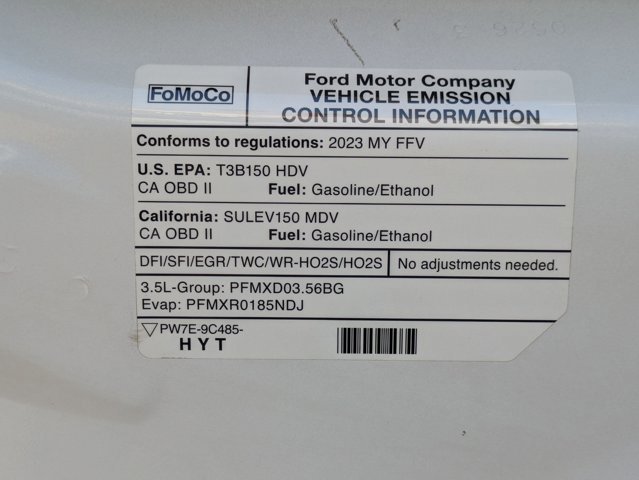 FoMoCo
Ford Motor Company
VEHICLE EMISSION
CONTROL INFORMATION
Conforms to regulations: 2023 MY FFV
U.S. EPA: T3B150 HDV
CA OBD II Fuel: Gasoline/Ethanol
California: SULEV150 MDV
CA OBD II Fuel: Gasoline/Ethanol
DFI/SFI/EGR/TWC/WR-HO2S/HO2S No adjustments needed.
3.5L-Group: PFMXD03.56BG
Evap: PFMXR0185NDJ
PW7E-9C485-
HYT